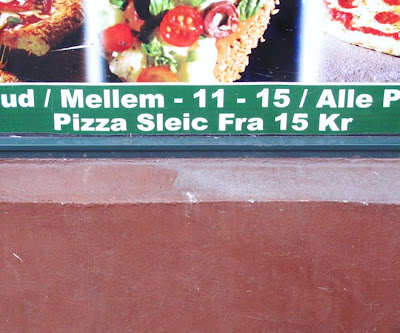 ud / Mellem - 11 - 15 / Alle P
Pizza Sleic Fra 15 Kr